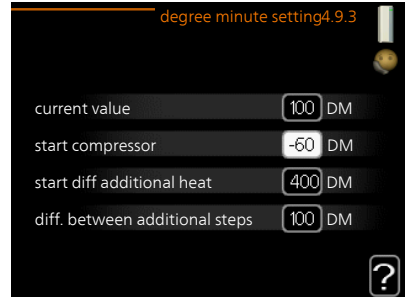 degree minute setting4.9.3
current value 100 DM
start compressor -60 DM
start diff additional heat 400 DM
diff. between additional steps 100 DM
?